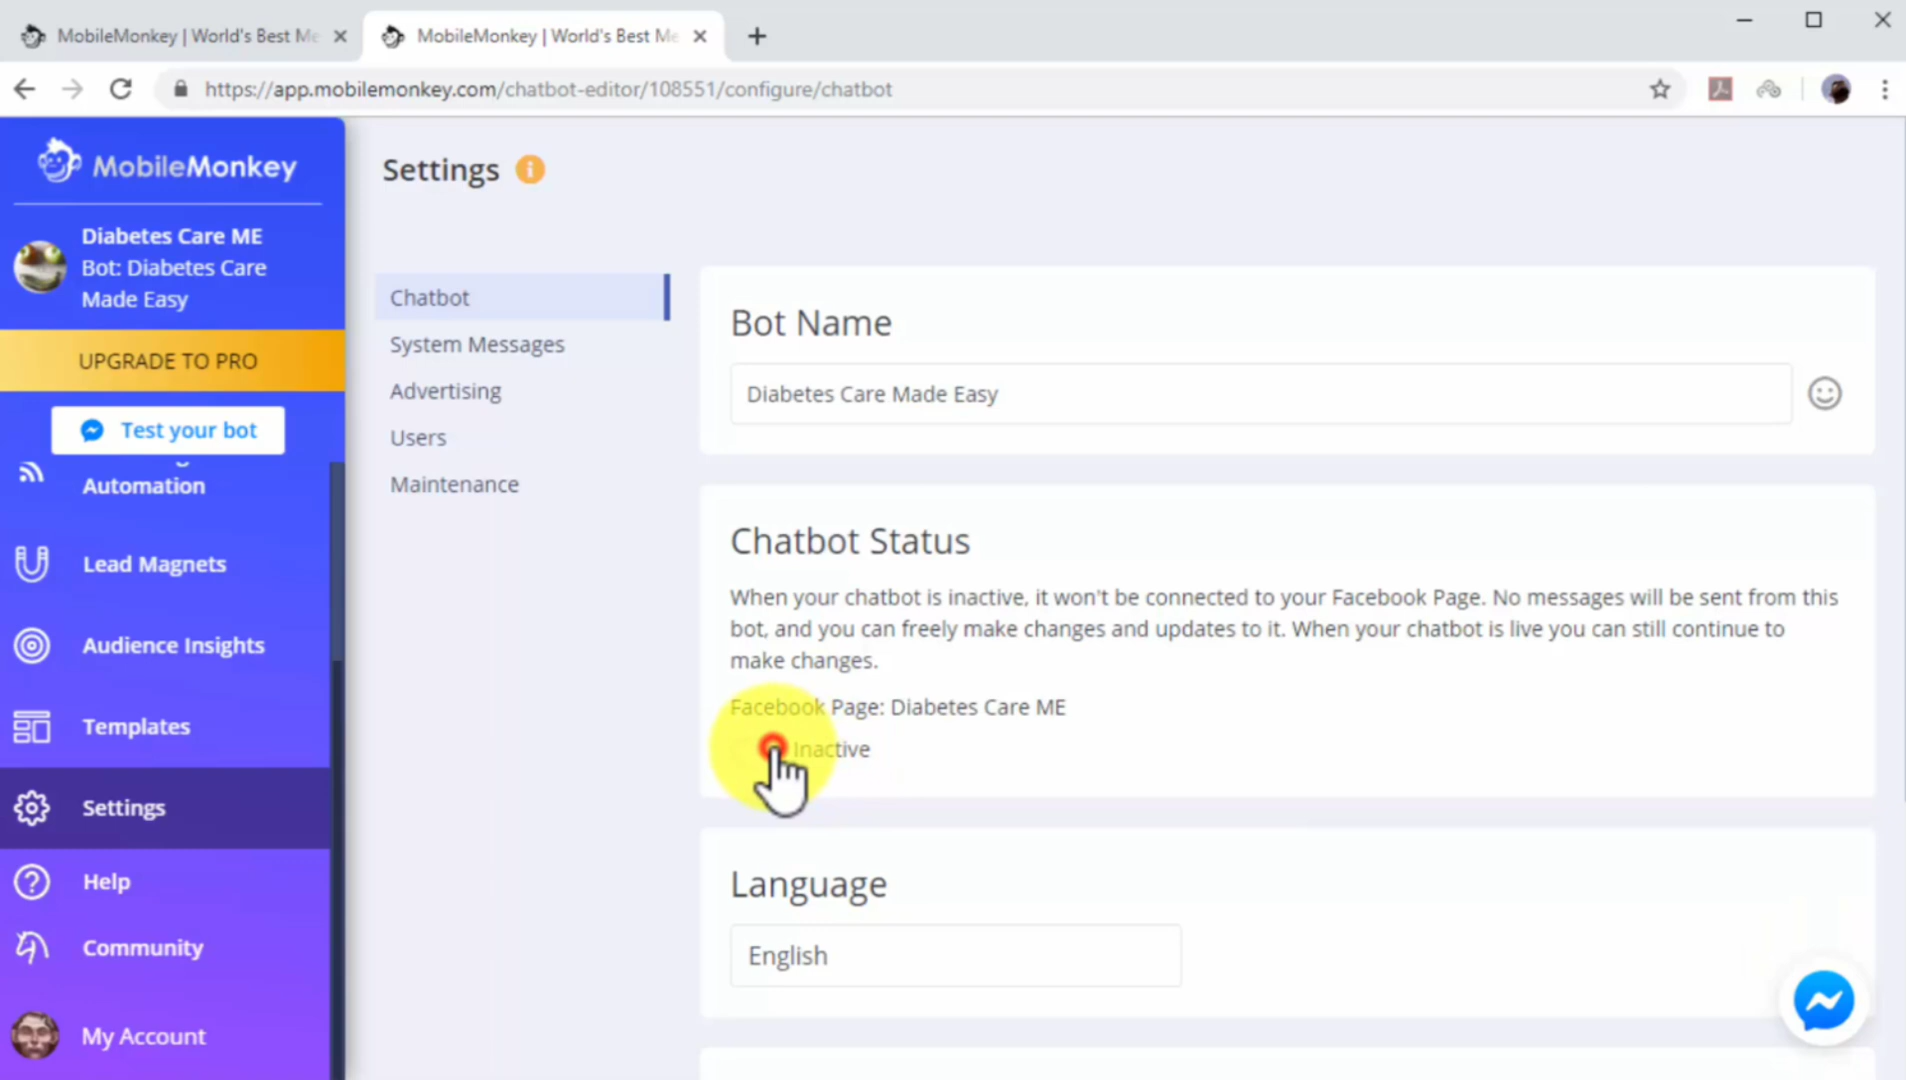 MobileMonkey | World's Best Me
MobileMonkey | World's Best Me
https://app.mobilemonkey.com/chatbot-editor/108551/configure/chatbot
MobileMonkey
Diabetes Care ME
Bot: Diabetes Care
Made Easy
UPGRADE TO PRO
Test your bot
Automation
Lead Magnets
Audience Insights
Templates
Settings
Help
Community
My Account
Settings
Chatbot
System Messages
Advertising
Users
Maintenance
Bot Name
Diabetes Care Made Easy
Chatbot Status
When your chatbot is inactive, it won't be connected to your Facebook Page. No messages will be sent from this
bot, and you can freely make changes and updates to it. When your chatbot is live you can still continue to
make changes.
Facebook Page: Diabetes Care ME
Inactive
Language
English